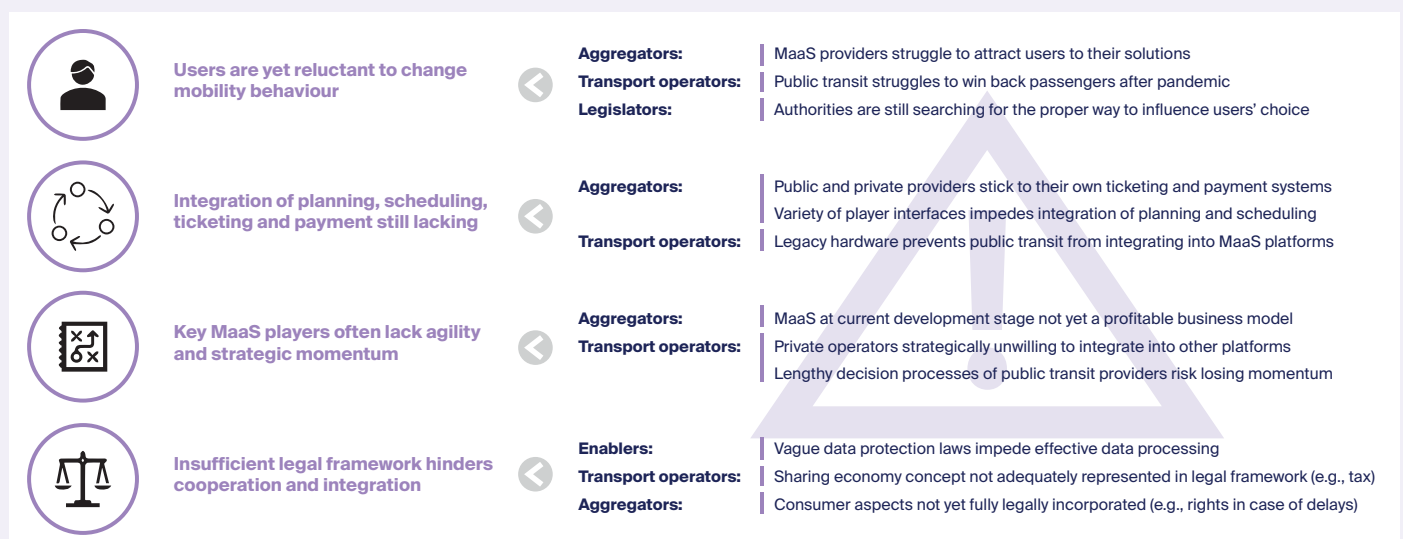 Users are yet reluctant to change
mobility behaviour
Aggregators: MaaS providers struggle to attract users to their solutions
Transport operators: Public transit struggles to win back passengers after pandemic
Legislators: Authorities are still searching for the proper way to influence users’ choice
Integration of planning, scheduling,
ticketing and payment still lacking
Aggregators: Public and private providers stick to their own ticketing and payment systems
Variety of player interfaces impedes integration of planning and scheduling
Transport operators: Legacy hardware prevents public transit from integrating into MaaS platforms
Key MaaS players often lack agility
and strategic momentum
Aggregators: MaaS at current development stage not yet a profitable business model
Transport operators: Private operators strategically unwilling to integrate into other platforms
Lengthy decision processes of public transit providers risk losing momentum
Insufficient legal framework hinders
cooperation and integration
Enablers: Vague data protection laws impede effective data processing
Transport operators: Sharing economy concept not adequately represented in legal framework (e.g., tax)
Aggregators: Consumer aspects not yet fully legally incorporated (e.g., rights in case of delays)